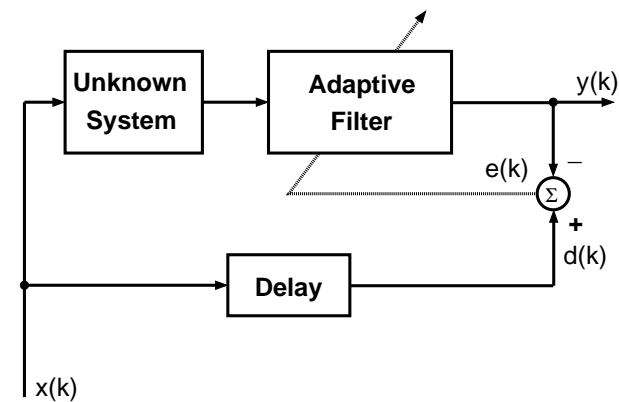 Unknown
System
Adaptive
Filter
y(k)
e(k)
−
Σ
+
d(k)
Delay
x(k)